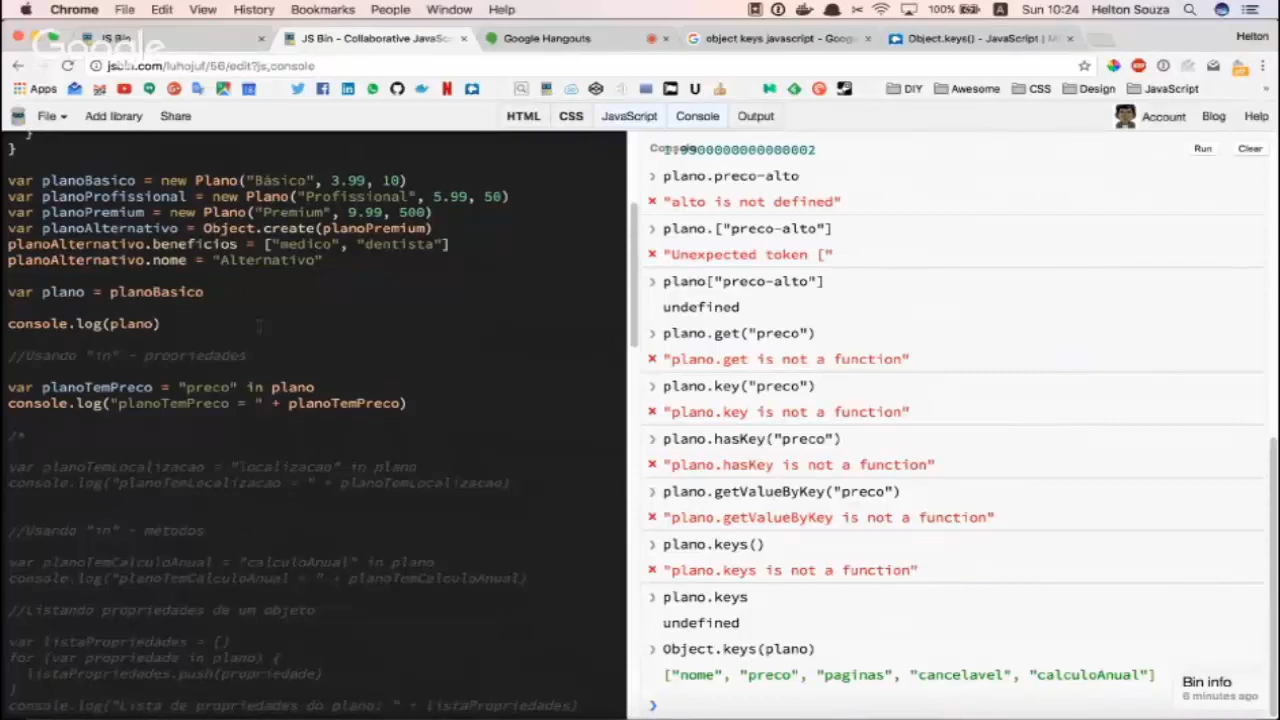 Chrome File Edit View History Bookmarks People Window Help 100% Sun 10:24 Helton Souza
Google
JS Bin JS Bin - Collaborative JavaSc Google Hangouts object keys javascript - Goog Object.keys() - JavaScript | M Helton
jsbin.com/luhojuf/56/edit?js,console
Apps DIY Awesome CSS Design JavaScript »
File Add library Share HTML CSS JavaScript Console Output Account Blog Help
}
}
var planoBasico = new Plano("Básico", 3.99, 10)
var planoProfissional = new Plano("Profissional", 5.99, 50)
var planoPremium = new Plano("Premium", 9.99, 500)
var planoAlternativo = Object.create(planoPremium)
planoAlternativo.beneficios = ["medico", "dentista"]
planoAlternativo.nome = "Alternativo"
var plano = planoBasico
console.log(plano)
//Usando "in" - propriedades
var planoTemPreco = "preco" in plano
console.log("planoTemPreco = " + planoTemPreco)
/*
var planoTemLocalizacao = "localizacao" in plano
console.log("planoTemLocalizacao = " + planoTemLocalizacao)
//Usando "in" - metodos
var planoTemCalculoAnual = "calculoAnual" in plano
console.log("planoTemCalculoAnual = " + planoTemCalculoAnual)
//Listando propriedades de um objeto
var listaPropriedades = []
for (var propriedade in plano) {
listaPropriedades.push(propriedade)
}
console.log("Lista de propriedades do plano: " + listaPropriedades)
Console Run Clear
1.9900000000000002
plano.preco-alto
"alto is not defined"
plano.["preco-alto"]
"Unexpected token ["
plano["preco-alto"]
undefined
plano.get("preco")
"plano.get is not a function"
plano.key("preco")
"plano.key is not a function"
plano.hasKey("preco")
"plano.hasKey is not a function"
plano.getValueByKey("preco")
"plano.getValueByKey is not a function"
plano.keys()
"plano.keys is not a function"
plano.keys
undefined
Object.keys(plano)
["nome", "preco", "paginas", "cancelavel", "calculoAnual"]
Bin info
6 minutes ago